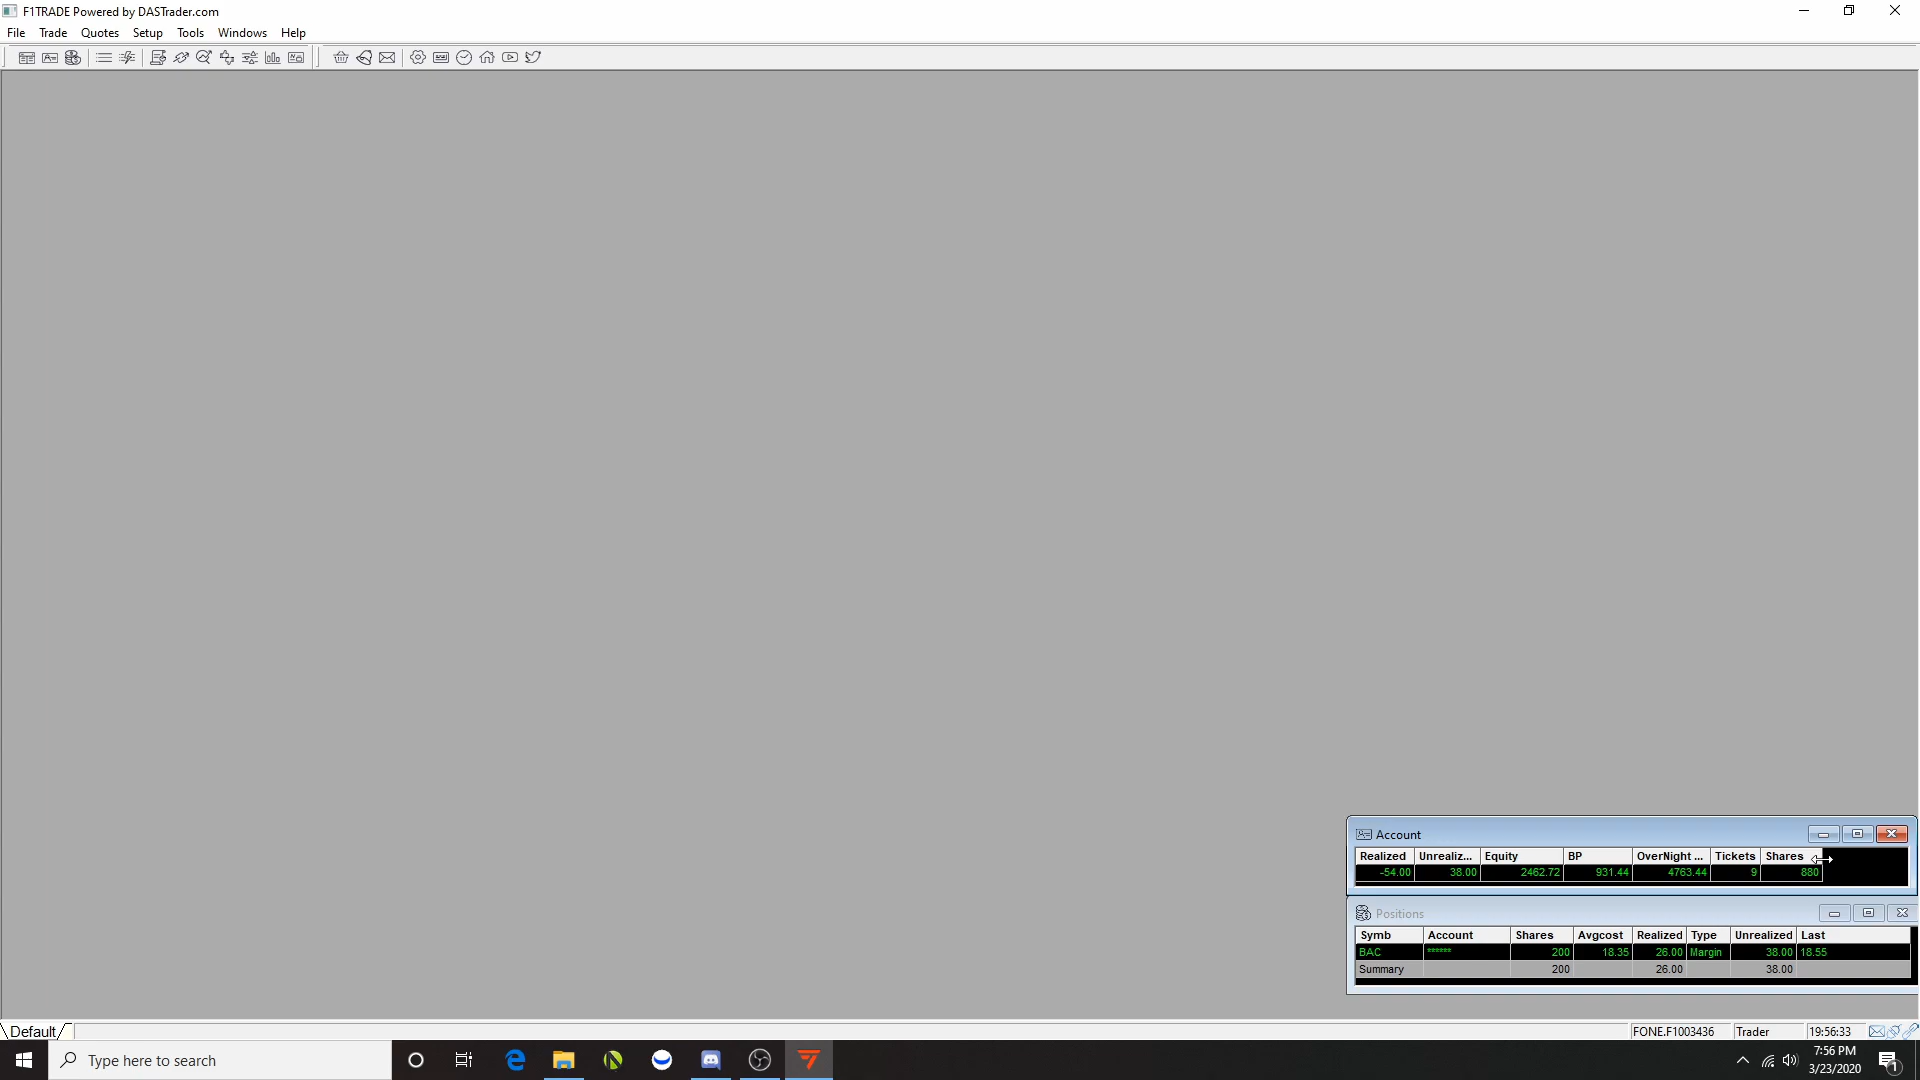 F1TRADE Powered by DASTrader.com
File Trade Quotes Setup Tools Windows Help
Account
Realized Unrealiz... Equity BP OverNight ... Tickets Shares
-54.00 38.00 2462.72 931.44 4763.44 9 880
Positions
Symb Account Shares Avgcost Realized Type Unrealized Last
BAC ****** 200 18.35 26.00 Margin 38.00 18.55
Summary 200 26.00 38.00
Default FONE.F1003436 Trader 19:56:33
Type here to search
7:56 PM
3/23/2020
1